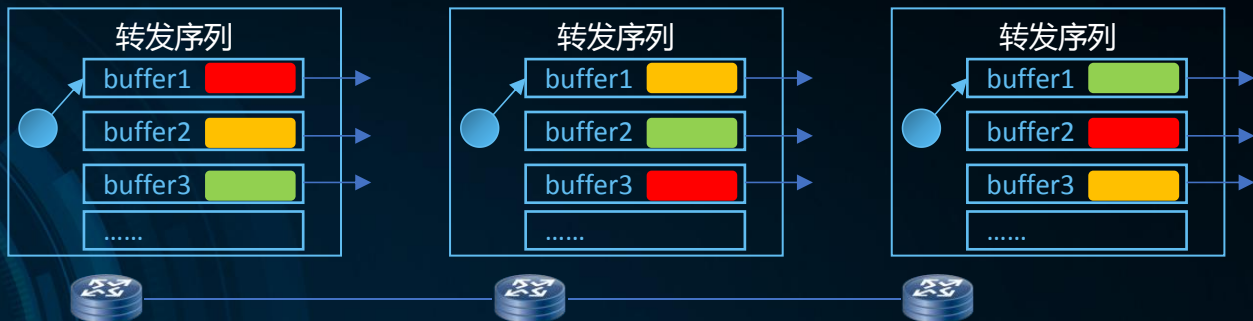 转发序列
buffer1
buffer2
buffer3
......
转发序列
buffer1
buffer2
buffer3
......
转发序列
buffer1
buffer2
buffer3
......